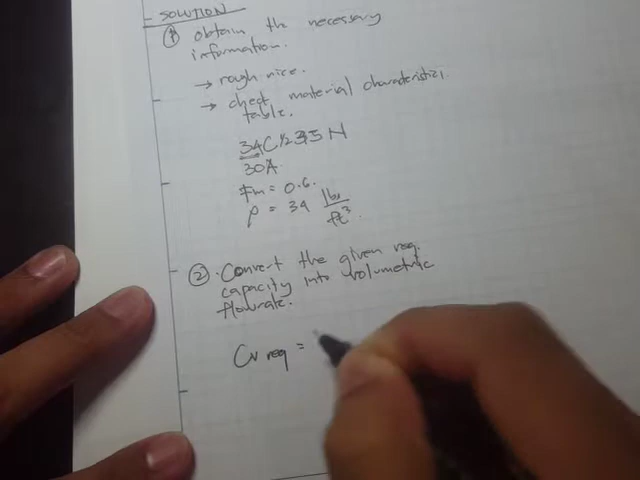 - SOLUTION
① obtain the necessary
information.
→ rough rice.
→ check material characteristics
table.
34C1/235N
30A
Fm = 0.6.
ρ = 34 lbs/ft³.
② Convert the given req.
capacity into volumetric
flowrate.
Cv req =